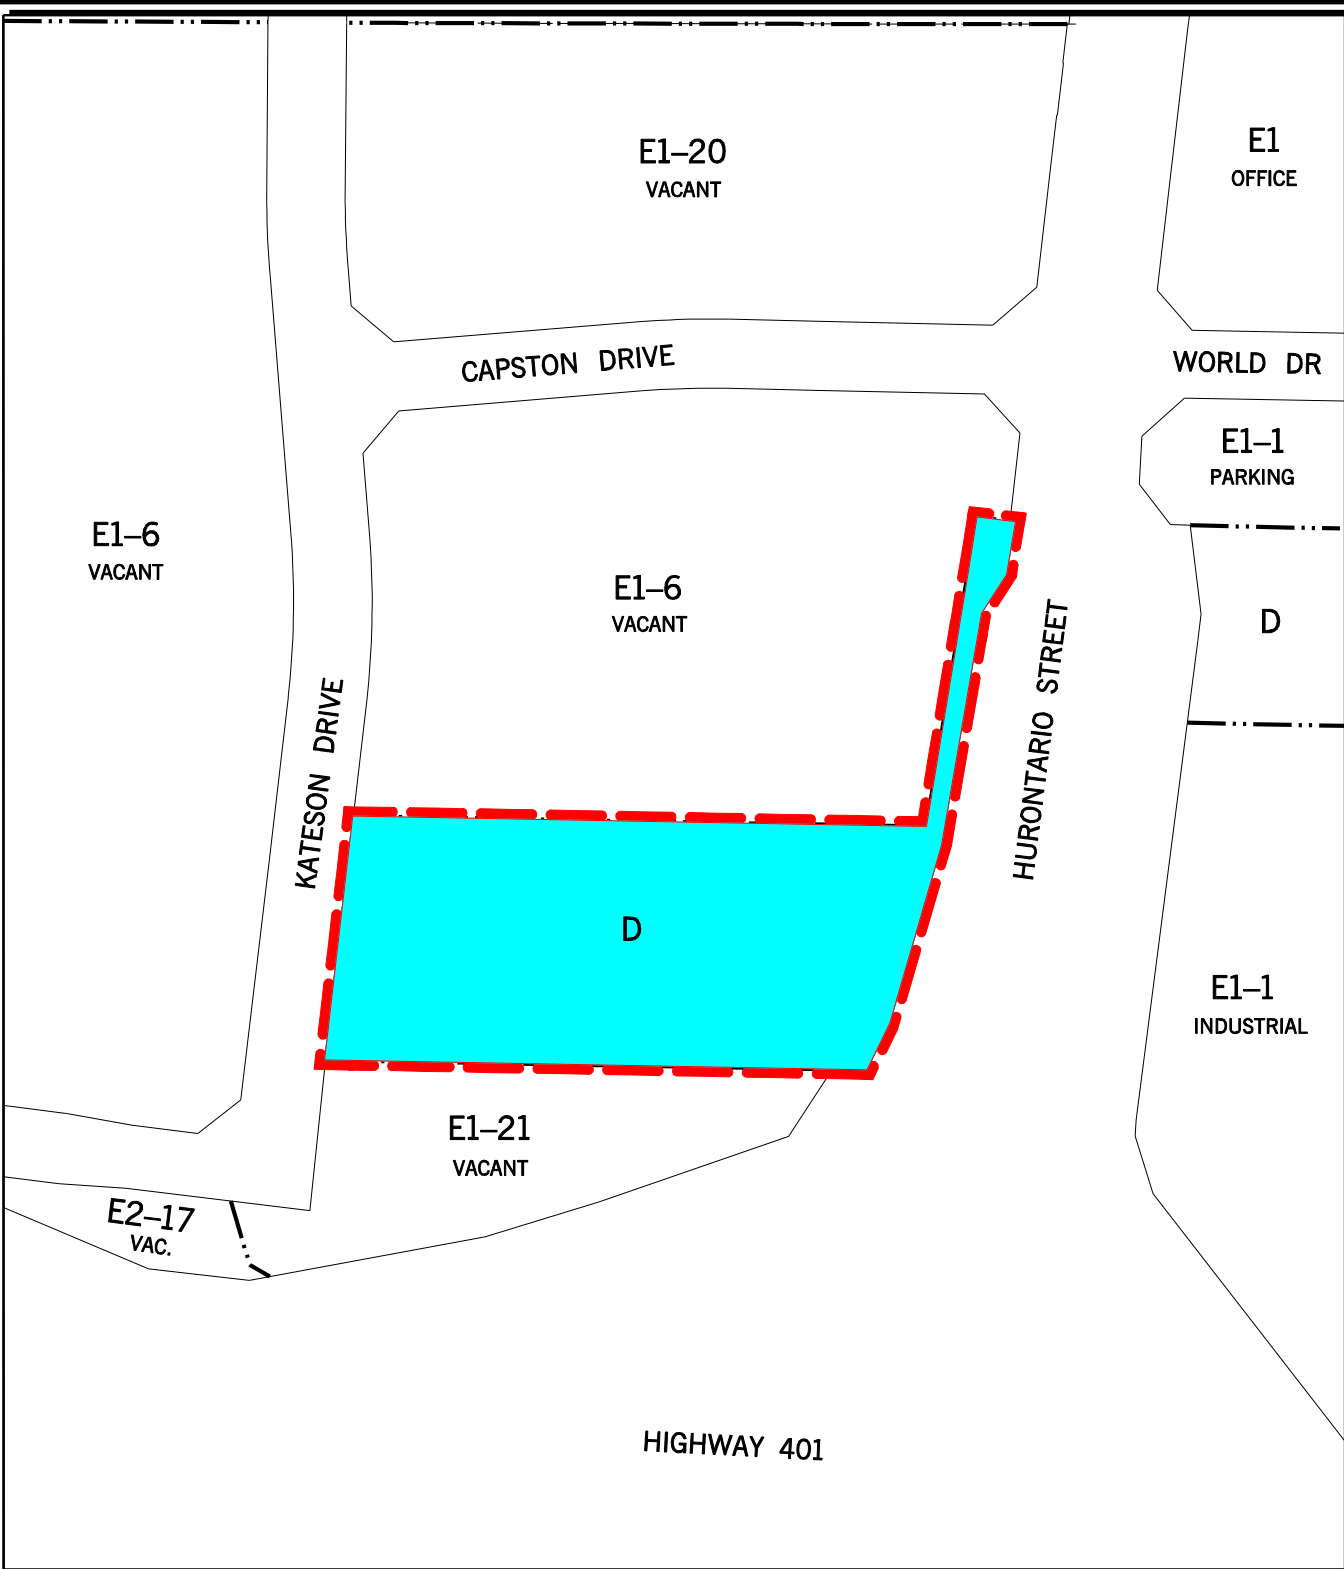 E1–20
VACANT
E1
OFFICE
CAPSTON DRIVE
WORLD DR
E1–1
PARKING
E1–6
VACANT
E1–6
VACANT
D
HURONTARIO STREET
KATESON DRIVE
D
E1–1
INDUSTRIAL
E1–21
VACANT
E2–17
VAC.
HIGHWAY 401